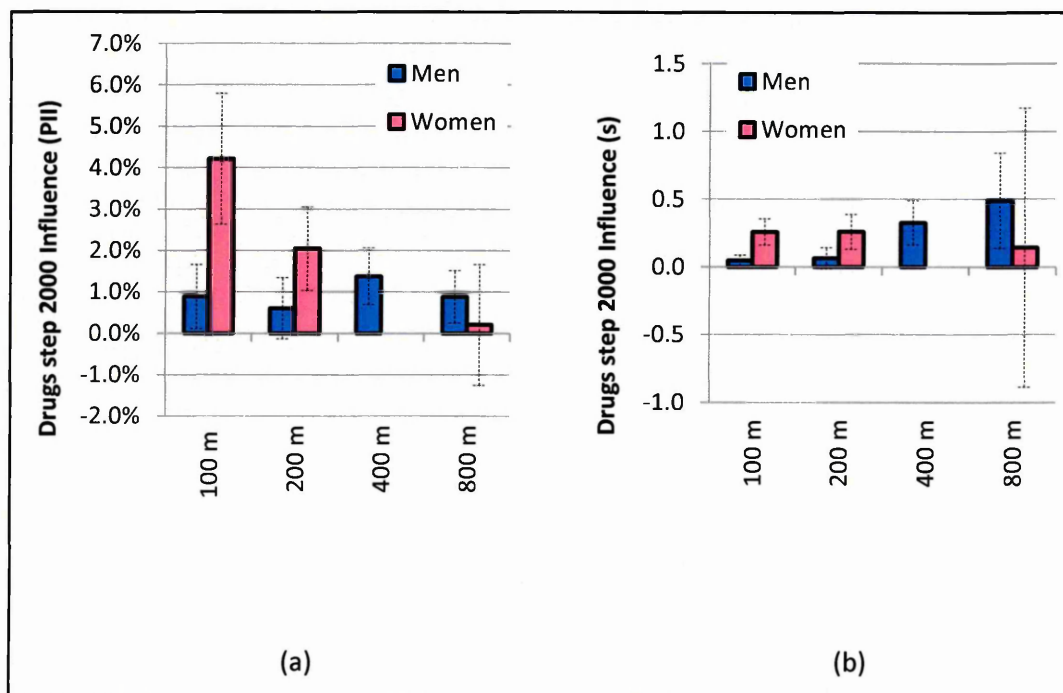 Drugs step 2000 Influence (PII)
7.0%
6.0%
5.0%
4.0%
3.0%
2.0%
1.0%
0.0%
-1.0%
-2.0%
Men
Women
100 m
200 m
400 m
800 m
(a)
Drugs step 2000 Influence (s)
1.5
1.0
0.5
0.0
-0.5
-1.0
Men
Women
100 m
200 m
400 m
800 m
(b)